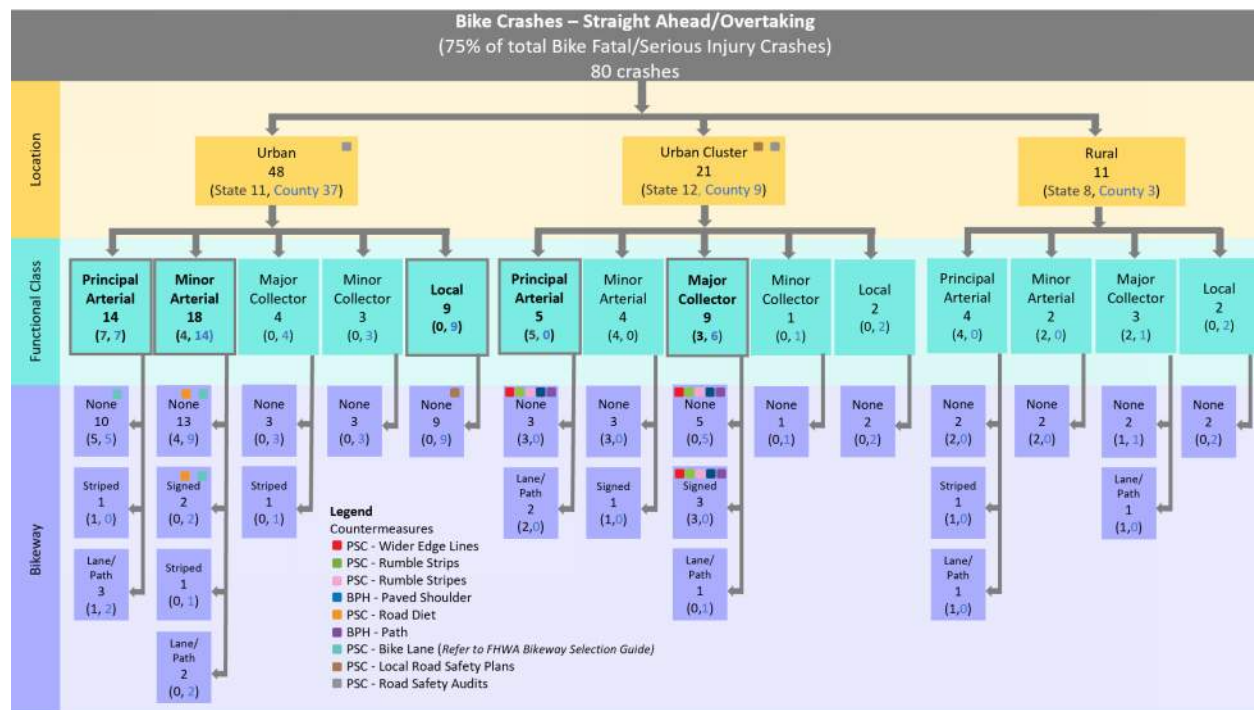 Bike Crashes – Straight Ahead/Overtaking
(75% of total Bike Fatal/Serious Injury Crashes)
80 crashes
Location
Urban
48
(State 11, County 37)
Urban Cluster
21
(State 12, County 9)
Rural
11
(State 8, County 3)
Functional Class
Principal
Arterial
14
(7, 7)
Minor
Arterial
18
(4, 14)
Major
Collector
4
(0, 4)
Minor
Collector
3
(0, 3)
Local
9
(0, 9)
Principal
Arterial
5
(5, 0)
Minor
Arterial
4
(4, 0)
Major
Collector
9
(3, 6)
Minor
Collector
1
(0, 1)
Local
2
(0, 2)
Principal
Arterial
4
(4, 0)
Minor
Arterial
2
(2, 0)
Major
Collector
3
(2, 1)
Local
2
(0, 2)
Bikeway
None
10
(5, 5)
None
13
(4, 9)
None
3
(0, 3)
None
3
(0, 3)
None
9
(0, 9)
None
3
(3,0)
None
3
(3,0)
None
5
(0,5)
None
1
(0,1)
None
2
(0,2)
None
2
(2,0)
None
2
(2,0)
None
2
(1, 1)
None
2
(0,2)
Striped
1
(1, 0)
Signed
2
(0, 2)
Striped
1
(0, 1)
Lane/
Path
2
(2,0)
Signed
1
(1,0)
Signed
3
(3,0)
Striped
1
(1,0)
Lane/
Path
1
(1,0)
Lane/
Path
3
(1, 2)
Striped
1
(0, 1)
Lane/
Path
1
(0,1)
Lane/
Path
1
(1,0)
Lane/
Path
2
(0, 2)
Legend
Countermeasures
PSC - Wider Edge Lines
PSC - Rumble Strips
PSC - Rumble Stripes
BPH - Paved Shoulder
PSC - Road Diet
BPH - Path
PSC - Bike Lane (Refer to FHWA Bikeway Selection Guide)
PSC - Local Road Safety Plans
PSC - Road Safety Audits